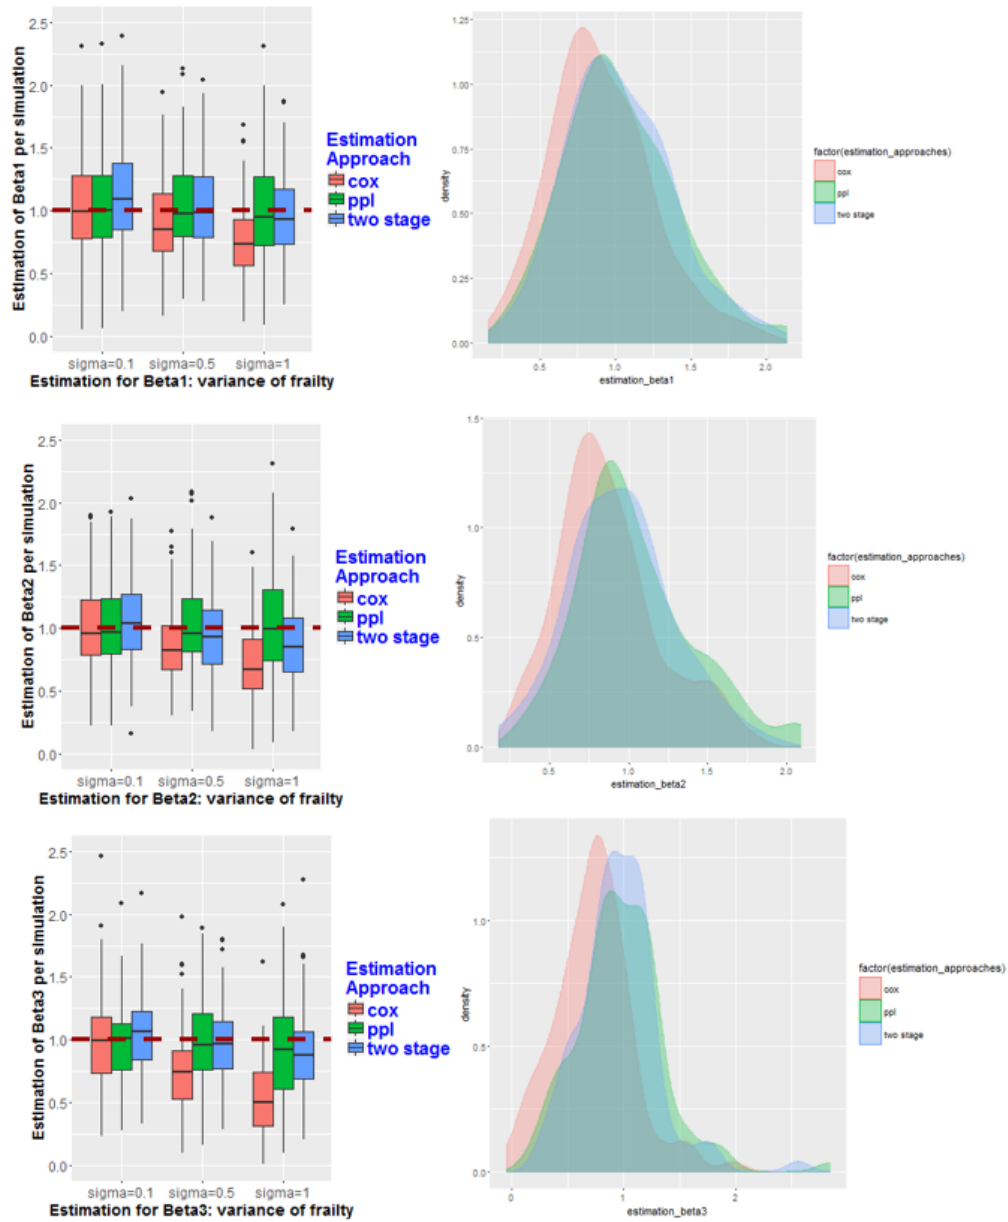 2.5
2.0
1.5
1.0
0.5
0.0
Estimation of Beta1 per simulation
sigma=0.1 sigma=0.5 sigma=1
Estimation for Beta1: variance of frailty
Estimation
Approach
cox
ppl
two stage
1.25
1.00
0.75
0.50
0.25
0.00
density
0.5 1.0 1.5 2.0
estimation_beta1
factor(estimation_approaches)
cox
ppl
two stage
2.5
2.0
1.5
1.0
0.5
0.0
Estimation of Beta2 per simulation
sigma=0.1 sigma=0.5 sigma=1
Estimation for Beta2: variance of frailty
Estimation
Approach
cox
ppl
two stage
1.5
1.0
0.5
0.0
density
0.5 1.0 1.5 2.0
estimation_beta2
factor(estimation_approaches)
cox
ppl
two stage
2.5
2.0
1.5
1.0
0.5
0.0
Estimation of Beta3 per simulation
sigma=0.1 sigma=0.5 sigma=1
Estimation for Beta3: variance of frailty
Estimation
Approach
cox
ppl
two stage
1.0
0.5
0.0
density
0 1 2
estimation_beta3
factor(estimation_approaches)
cox
ppl
two stage